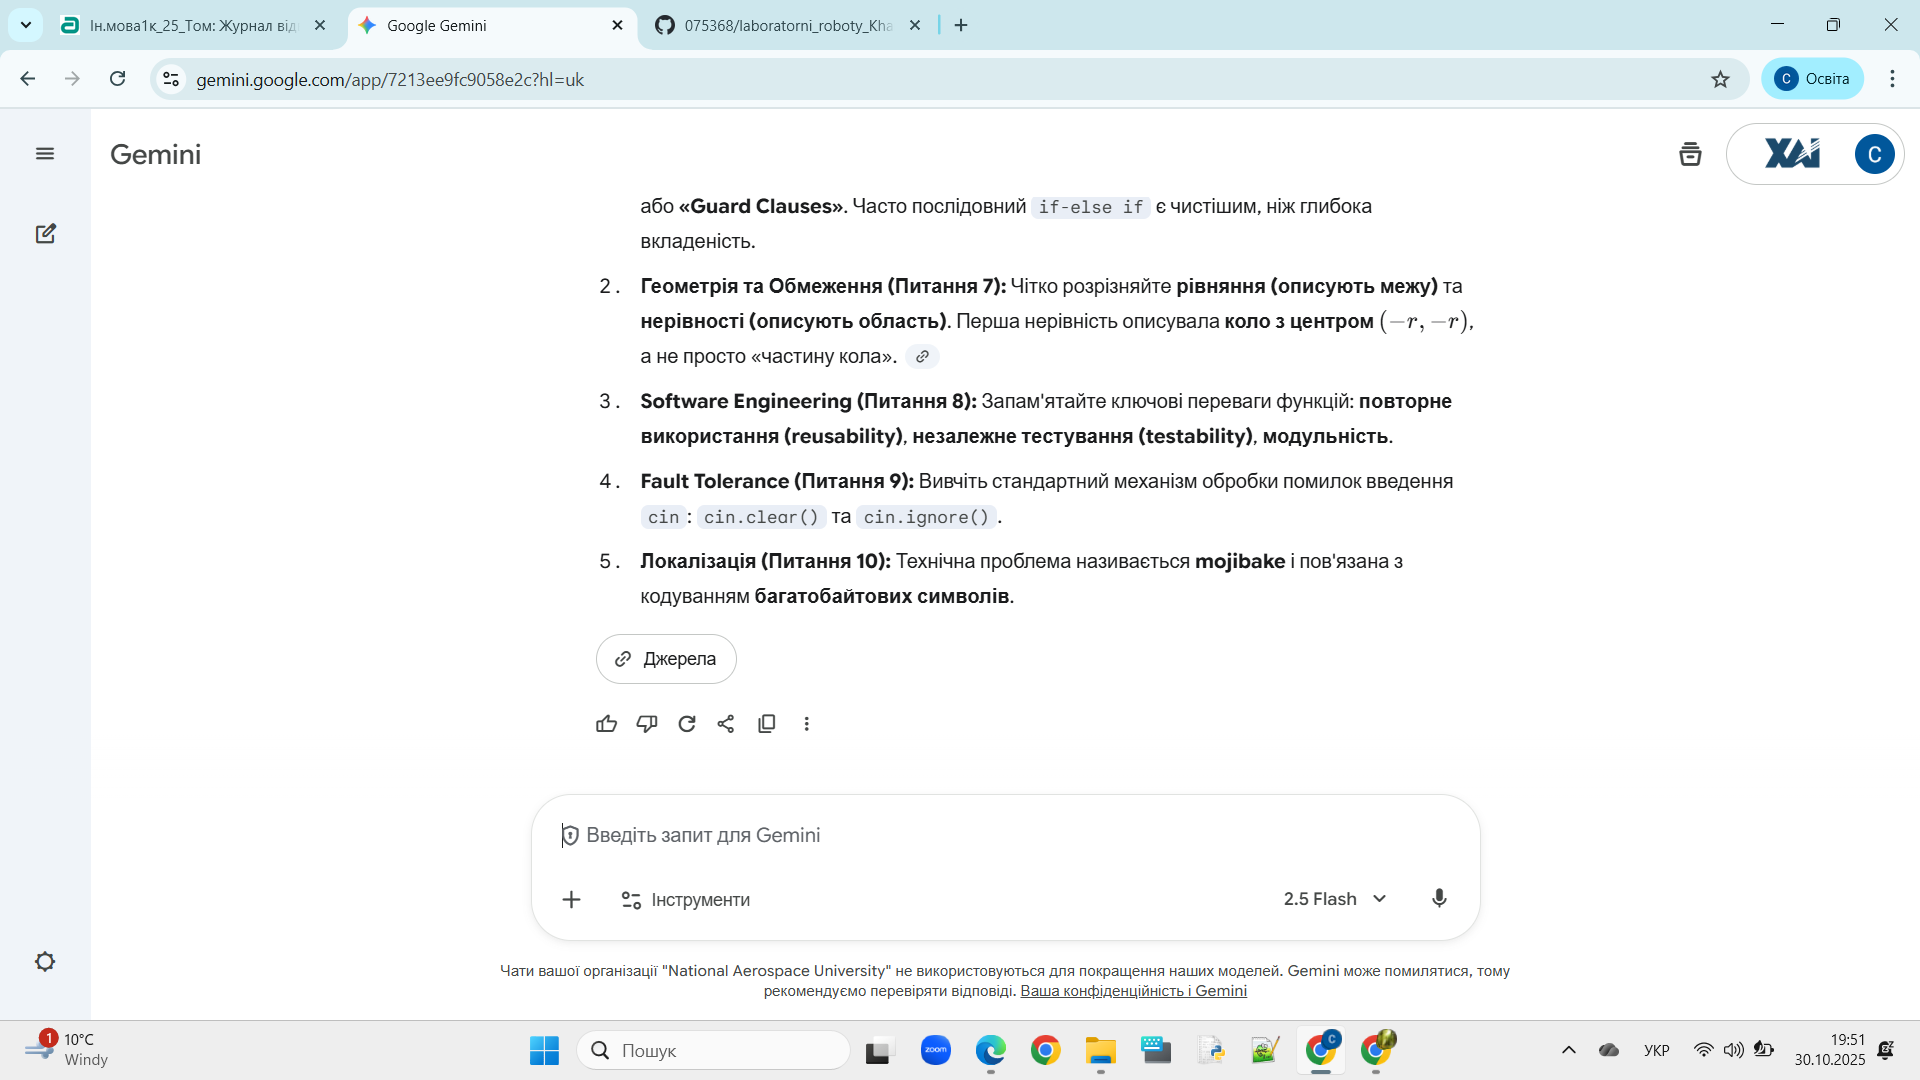 Ін.мова1к_25_Том: Журнал від
Google Gemini
075368/laboratorni_roboty_Kha
gemini.google.com/app/7213ee9fc9058e2c?hl=uk
C Освіта
Gemini
XAI C
або «Guard Clauses». Часто послідовний if-else if є чистішим, ніж глибока
вкладеність.
2. Геометрія та Обмеження (Питання 7): Чітко розрізняйте рівняння (описують межу) та
нерівності (описують область). Перша нерівність описувала коло з центром (−r, −r),
а не просто «частину кола».
3. Software Engineering (Питання 8): Запам'ятайте ключові переваги функцій: повторне
використання (reusability), незалежне тестування (testability), модульність.
4. Fault Tolerance (Питання 9): Вивчіть стандартний механізм обробки помилок введення
cin: cin.clear() та cin.ignore().
5. Локалізація (Питання 10): Технічна проблема називається mojibake і пов'язана з
кодуванням багатобайтових символів.
Джерела
Введіть запит для Gemini
Інструменти
2.5 Flash
Чати вашої організації "National Aerospace University" не використовуються для покращення наших моделей. Gemini може помилятися, тому
рекомендуємо перевіряти відповіді. Ваша конфіденційність і Gemini
1
10°C
Windy
Пошук
zoom
C
УКР
19:51
30.10.2025